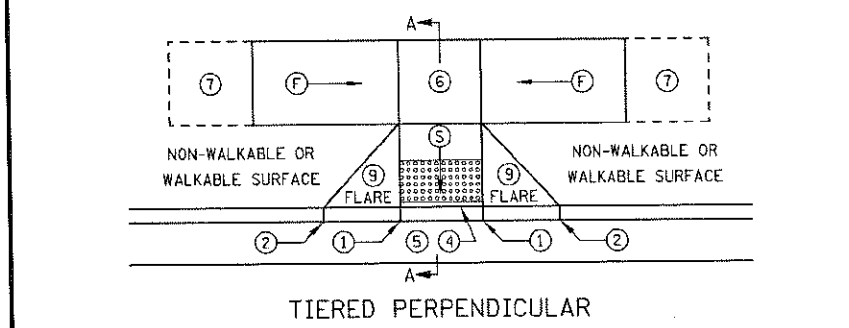 A
7 F 6 F 7
S
NON-WALKABLE OR
WALKABLE SURFACE
9
FLARE
9
FLARE
NON-WALKABLE OR
WALKABLE SURFACE
2 1 5 4 1 2
A
TIERED PERPENDICULAR